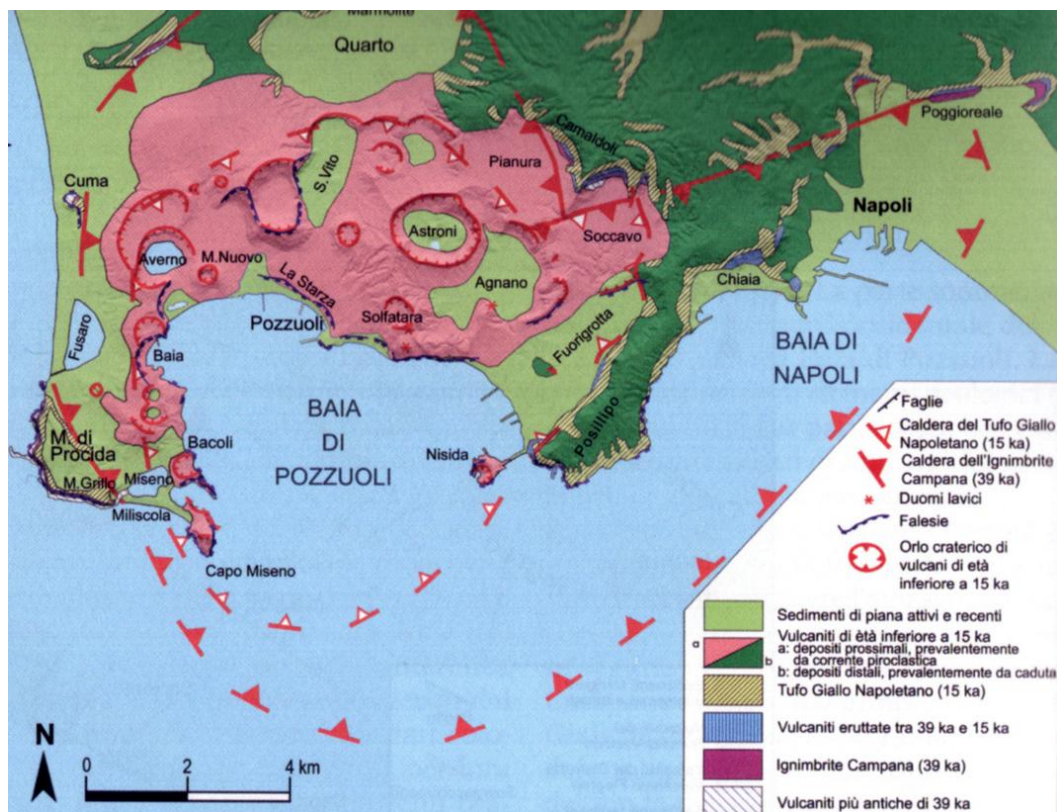 Marmolite
Quarto
Camaldoli
Poggioreale
Pianura
S. Vito
Cuma
Napoli
Astroni
Soccavo
Averno
M.Nuovo
Agnano
Chiaia
La Starza
Pozzuoli
Solfatara
Fusaro
Fuorigrotta
Baia
BAIA DI
NAPOLI
BAIA
DI
POZZUOLI
Posillipo
M. di
Procida
Bacoli
Nisida
M.Grillo
Miseno
Miliscola
Capo Miseno
Faglie
Caldera del Tufo Giallo
Napoletano (15 ka)
Caldera dell'Ignimbrite
Campana (39 ka)
Duomi lavici
Falesie
Orlo craterico di
vulcani di età
inferiore a 15 ka
Sedimenti di piana attivi e recenti
Vulcaniti di età inferiore a 15 ka
a
a: depositi prossimali, prevalentemente
da corrente piroclastica
b
b: depositi distali, prevalentemente da caduta
Tufo Giallo Napoletano (15 ka)
Vulcaniti eruttate tra 39 ka e 15 ka
Ignimbrite Campana (39 ka)
Vulcaniti più antiche di 39 ka
N
0 2 4 km